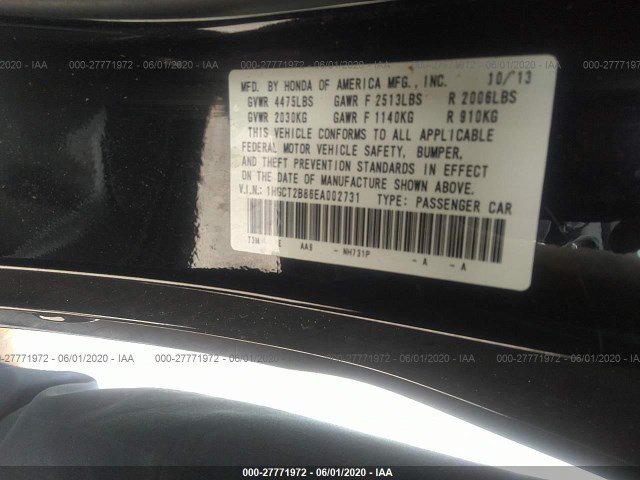 000-27771972 - 06/01/2020 - IAA
000-27771972 - 06/01/2020 - IAA
000-27771972 - 06/01/2020 - IAA
MFD. BY HONDA OF AMERICA MFG., INC. 10/13
GVWR 4475LBS GAWR F 2513LBS R 2006LBS
GVWR 2030KG GAWR F 1140KG R 910KG
THIS VEHICLE CONFORMS TO ALL APPLICABLE
FEDERAL MOTOR VEHICLE SAFETY, BUMPER,
AND THEFT PREVENTION STANDARDS IN EFFECT
ON THE DATE OF MANUFACTURE SHOWN ABOVE.
V.I.N.: 1HGCT2B66EA002731 TYPE: PASSENGER CAR
E AA9 - NH731P - A - A
000-27771972 - 06/01/2020 - IAA
000-27771972 - 06/01/2020 - IAA
000-27771972 - 06/01/2020 - IAA
000-27771972 - 06/01/2020 - IAA